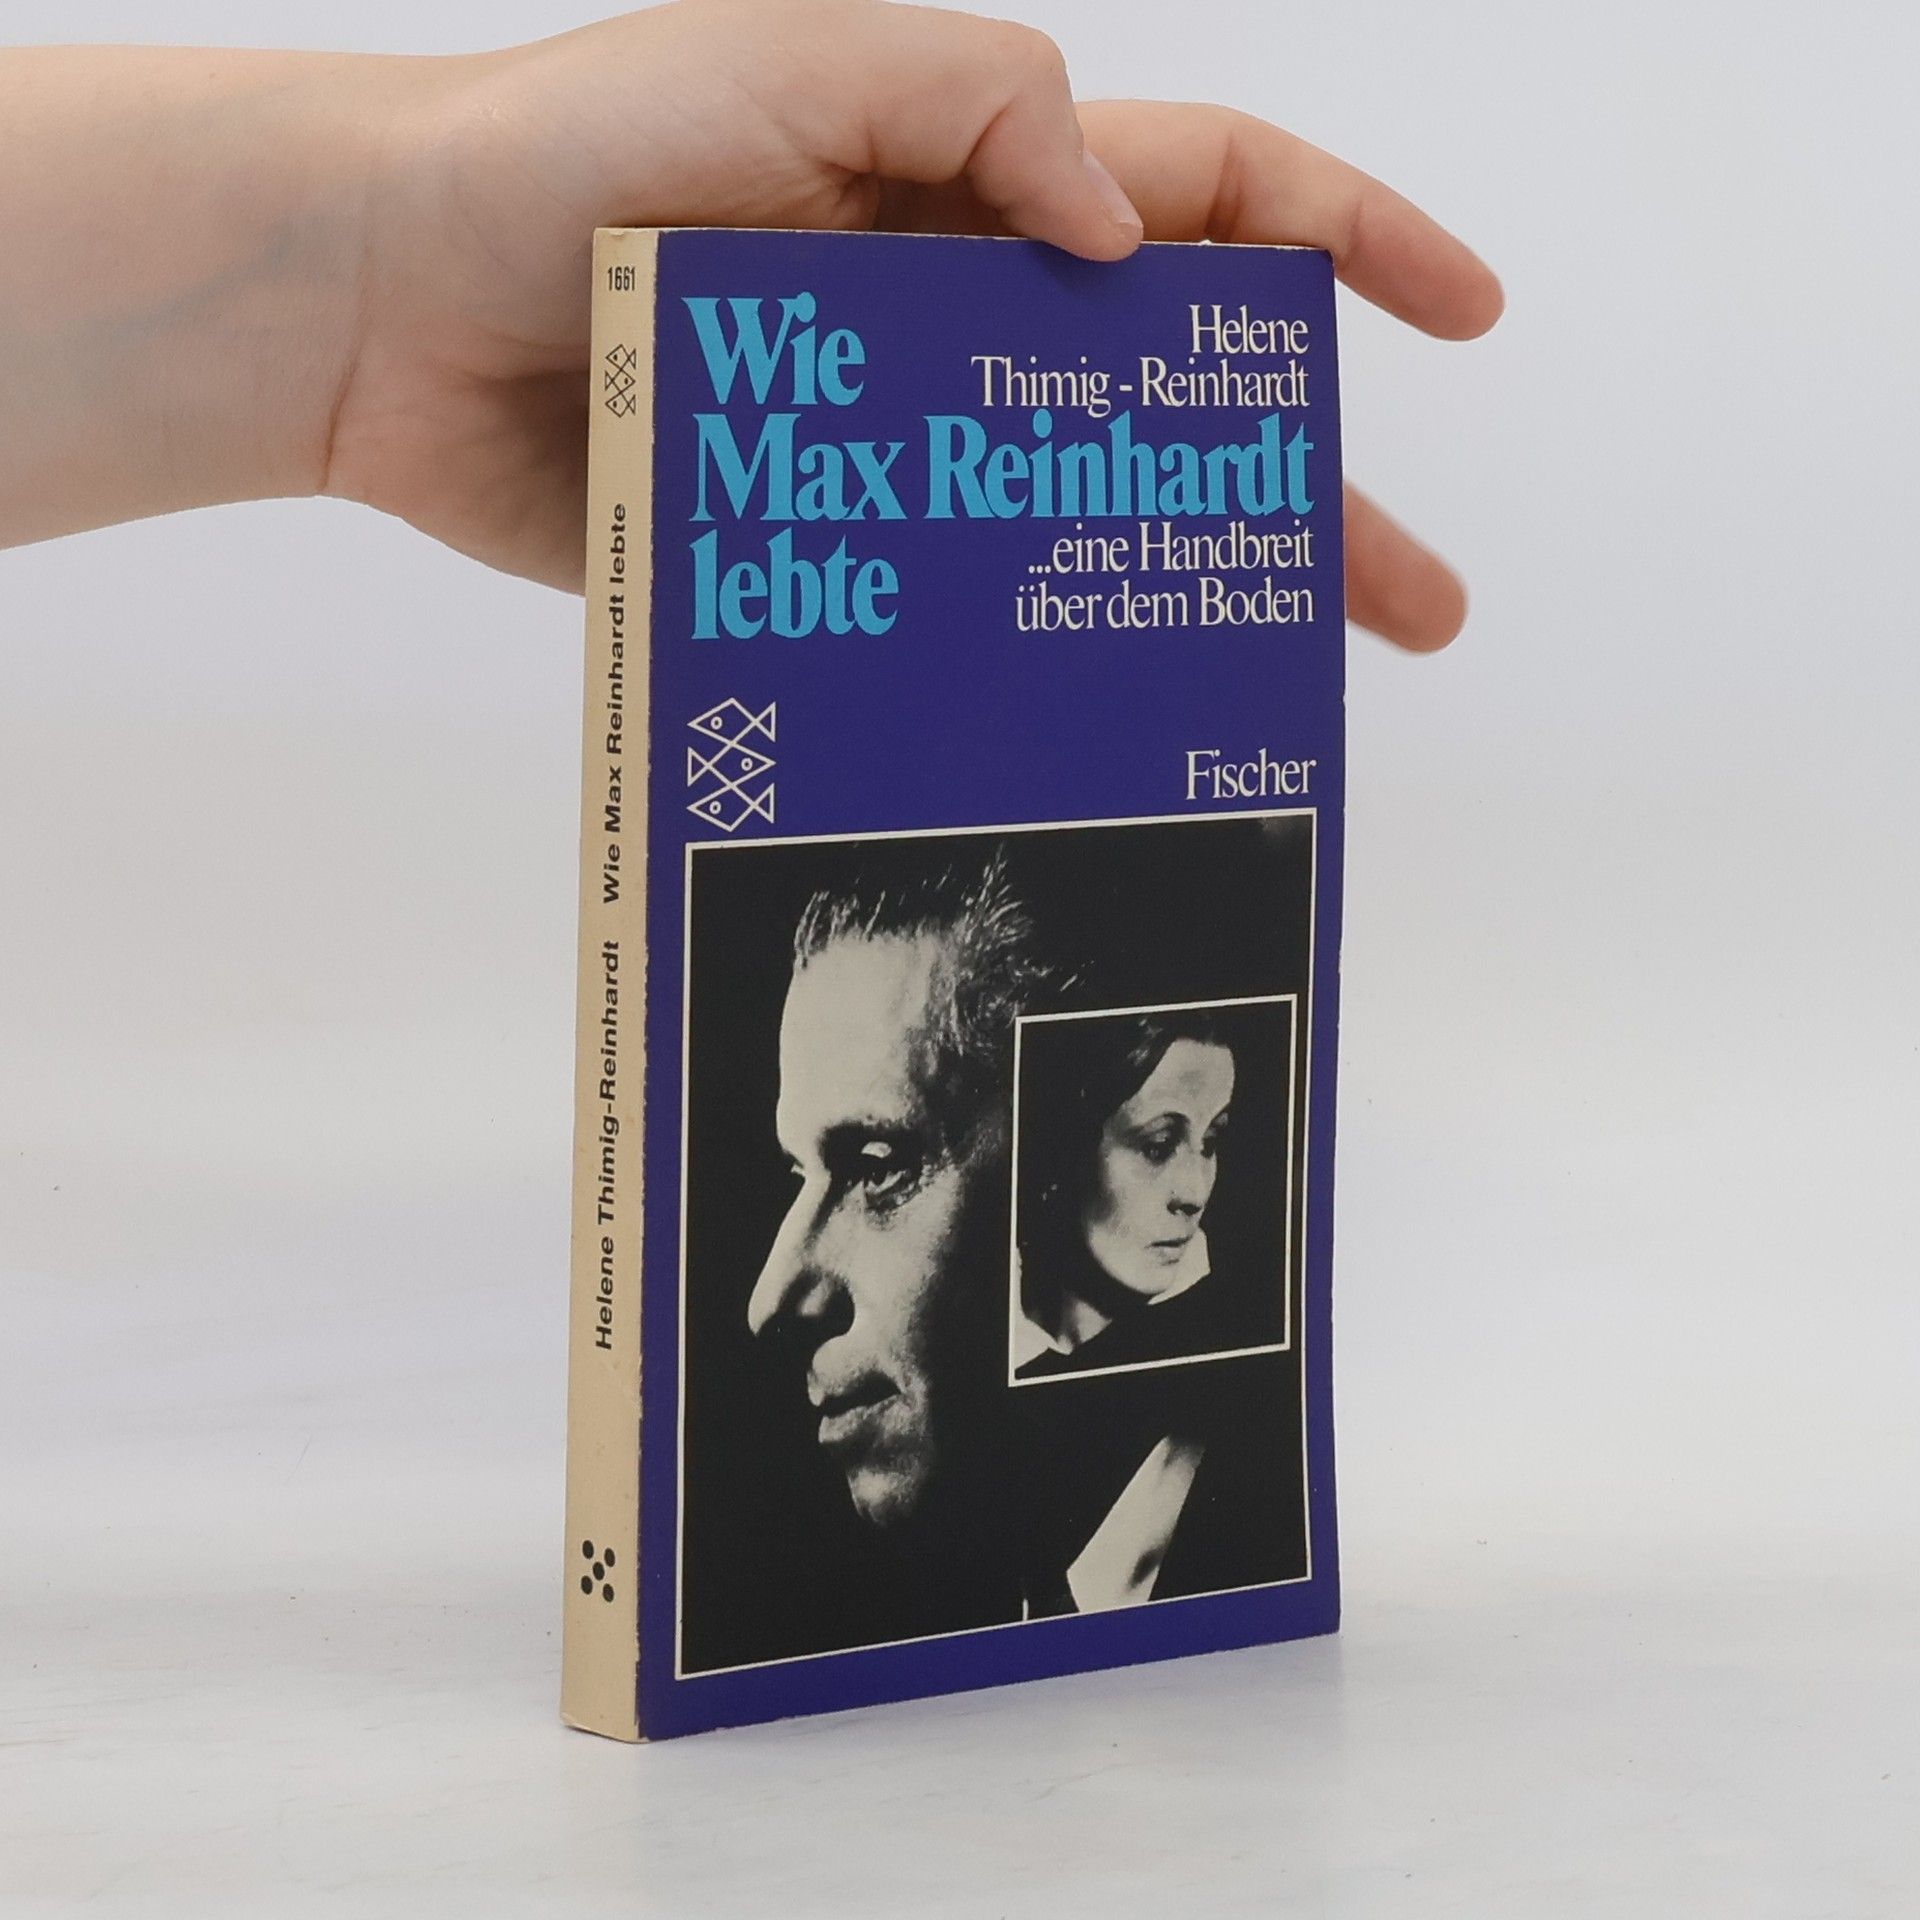 1661
Helene Thimig-Reinhardt Wie Max Reinhardt lebte
Wie
Max Reinhardt
lebte
Helene
Thimig-Reinhardt
...eine Handbreit
über dem Boden
Fischer